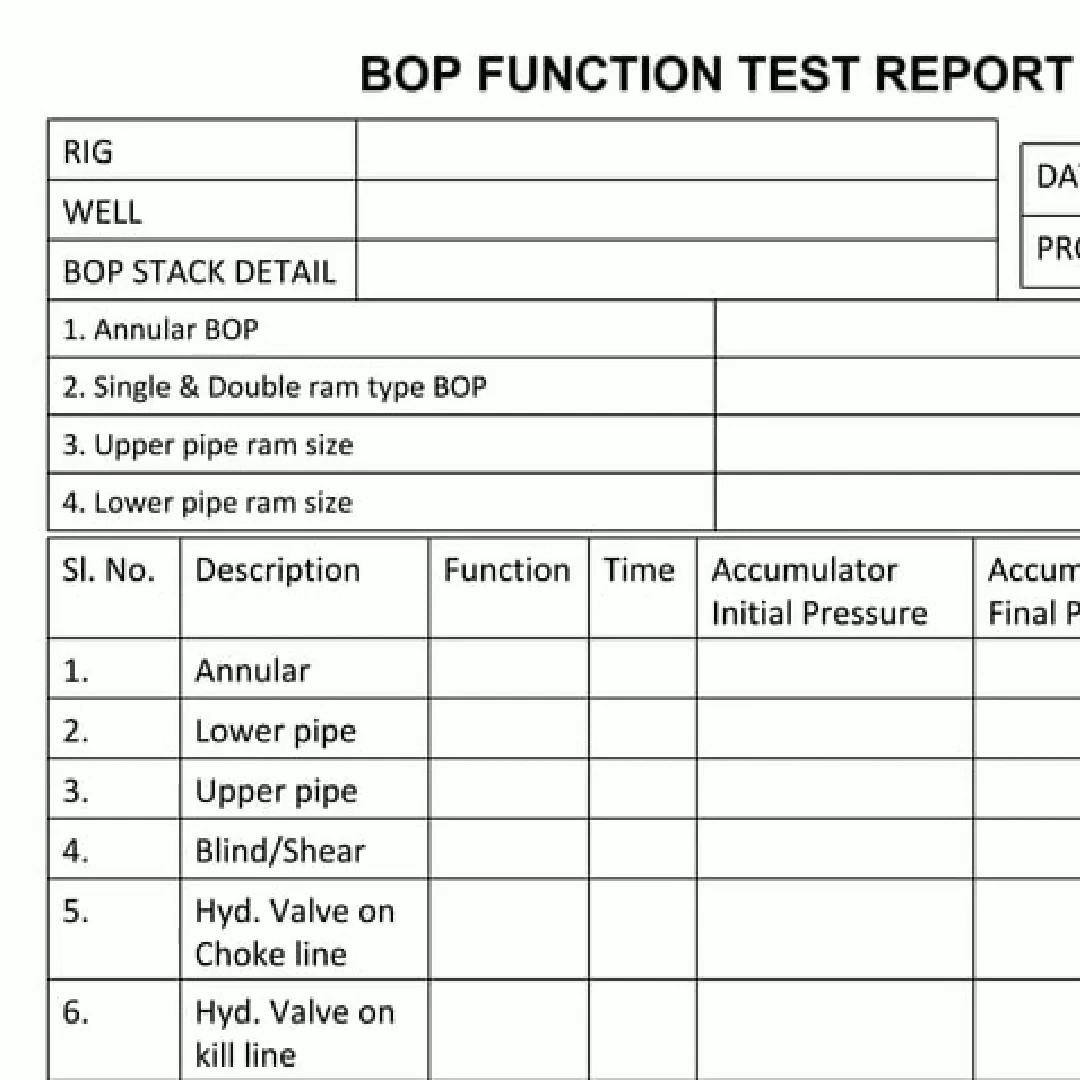 BOP FUNCTION TEST REPORT
RIG
WELL
BOP STACK DETAIL
1. Annular BOP
2. Single & Double ram type BOP
3. Upper pipe ram size
4. Lower pipe ram size
Sl. No. Description Function Time Accumulator
Initial Pressure
Final
1. Annular
2. Lower pipe
3. Upper pipe
4. Blind/Shear
5. Hyd. Valve on
Choke line
6. Hyd. Valve on
kill line